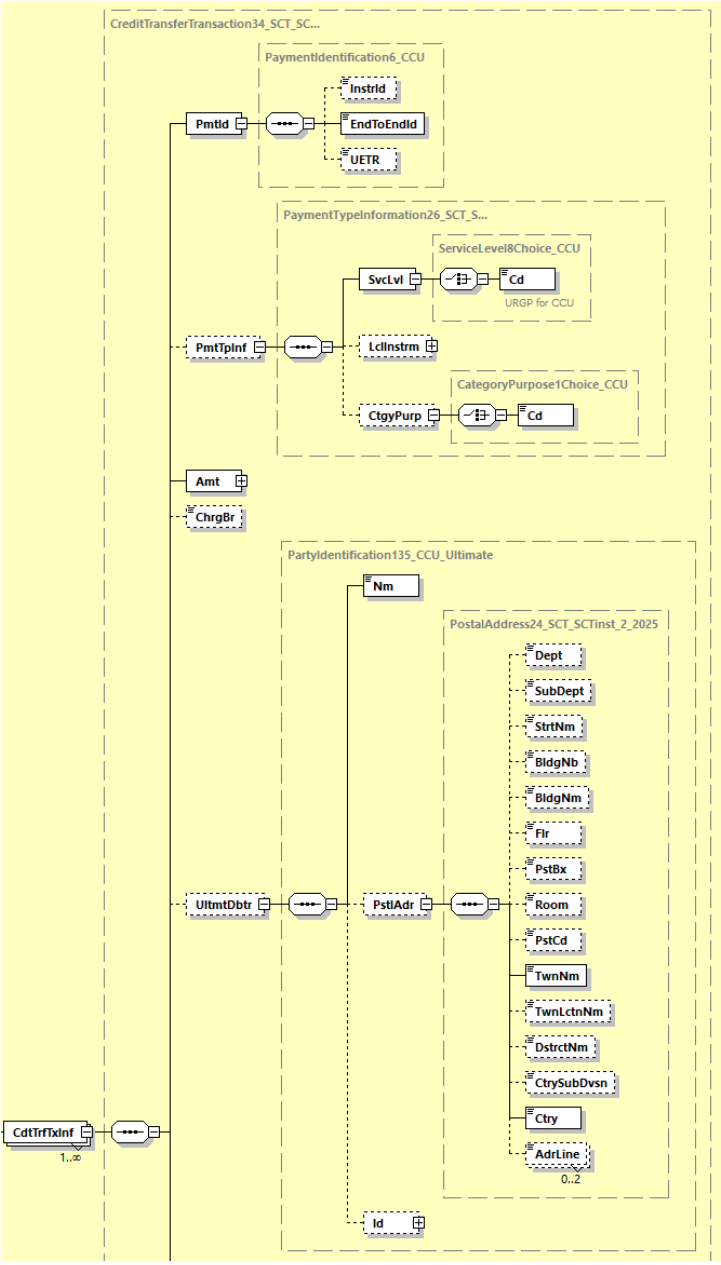 CreditTransferTransaction34_SCT_SC...
PaymentIdentification6_CCU
InstrId
PmtId
EndToEndId
UETR
PaymentTypeInformation26_SCT_S...
ServiceLevel8Choice_CCU
SvcLvl
Cd
URGP for CCU
PmtTpInf
LclInstrm
CategoryPurpose1Choice_CCU
CtgyPurp
Cd
Amt
ChrgBr
PartyIdentification135_CCU_Ultimate
Nm
PostalAddress24_SCT_SCTinst_2_2025
Dept
SubDept
StrtNm
BldgNb
BldgNm
Flr
PstBx
UltmtDbtr
PstlAdr
Room
PstCd
TwnNm
TwnLctnNm
DstrctNm
CtrySubDvsn
Ctry
CdtTrfTxInf
1..∞
AdrLine
0..2
Id